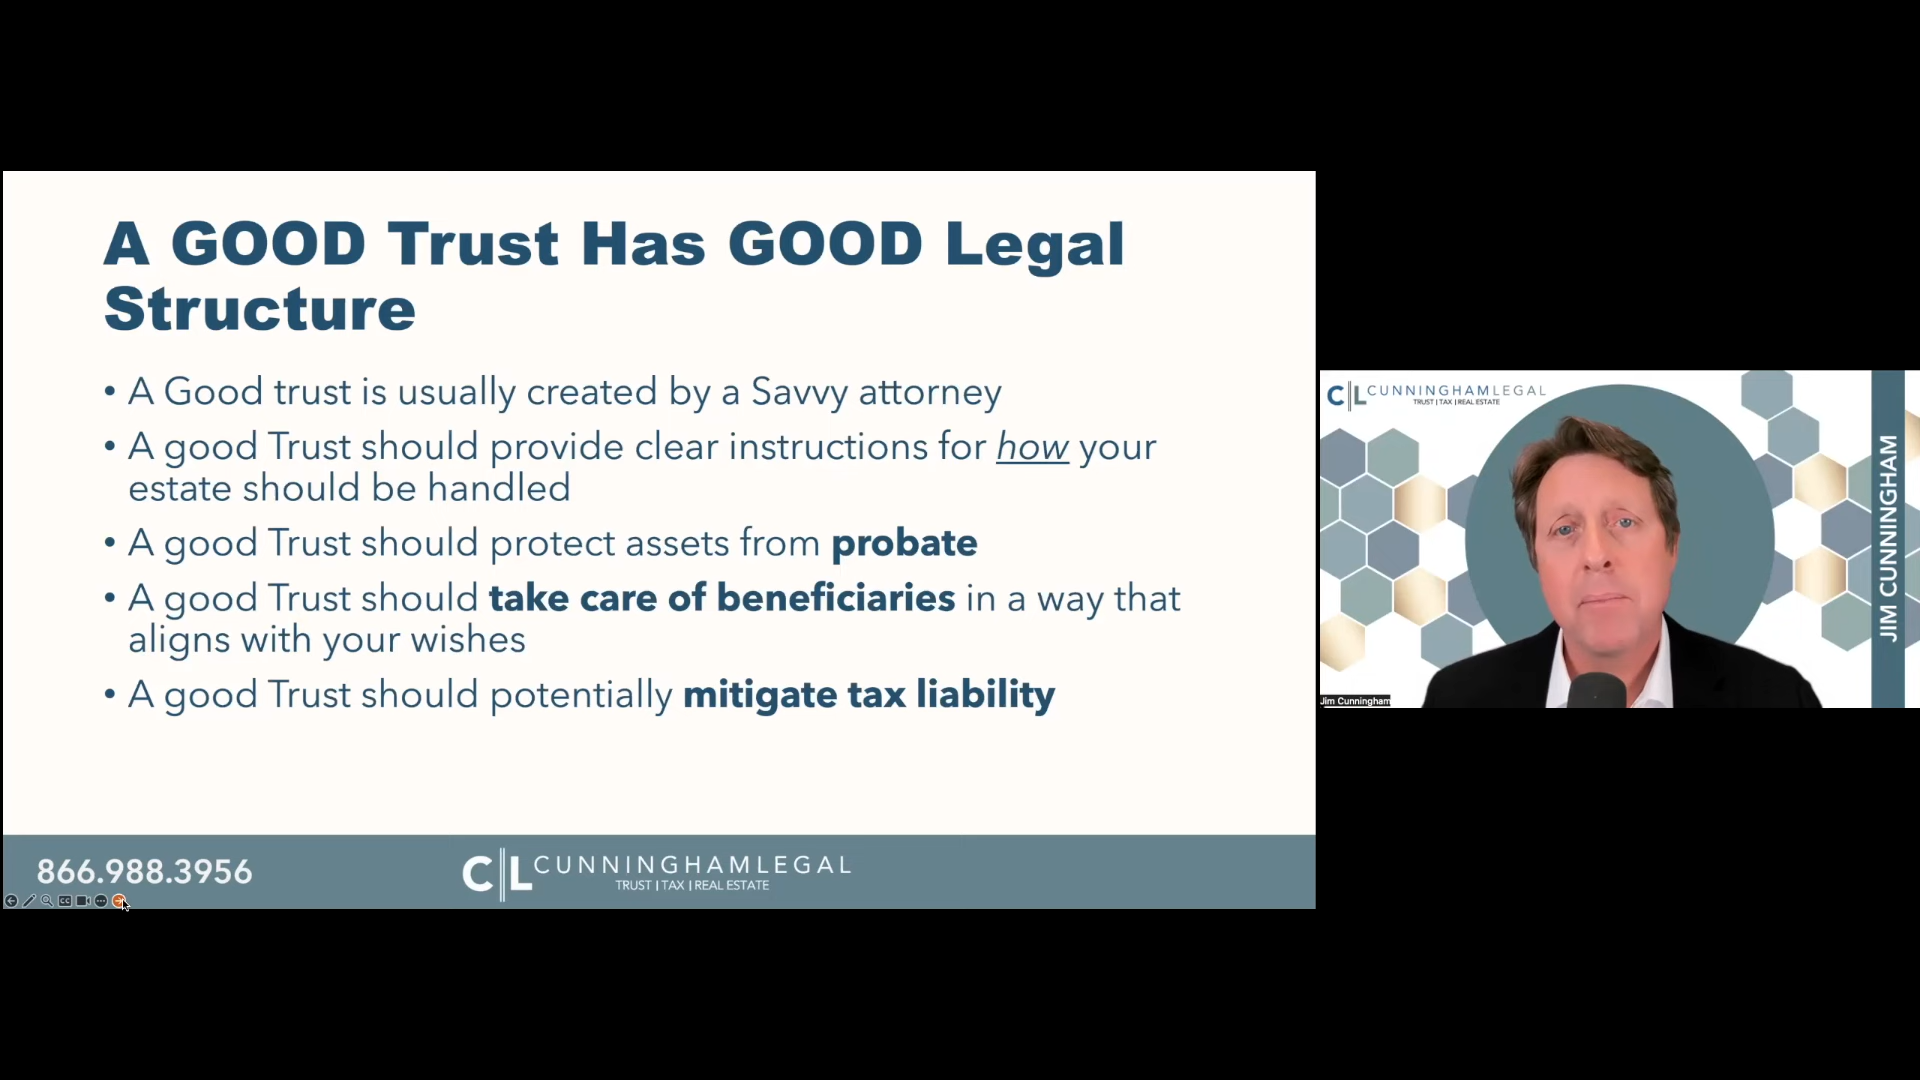 A GOOD Trust Has GOOD Legal
Structure
• A Good trust is usually created by a Savvy attorney
• A good Trust should provide clear instructions for how your
estate should be handled
• A good Trust should protect assets from probate
• A good Trust should take care of beneficiaries in a way that
aligns with your wishes
• A good Trust should potentially mitigate tax liability
866.988.3956
CL CUNNINGHAMLEGAL
TRUST | TAX | REAL ESTATE
CC
CL CUNNINGHAMLEGAL
TRUST | TAX | REAL ESTATE
JIM CUNNINGHAM
Jim Cunningham